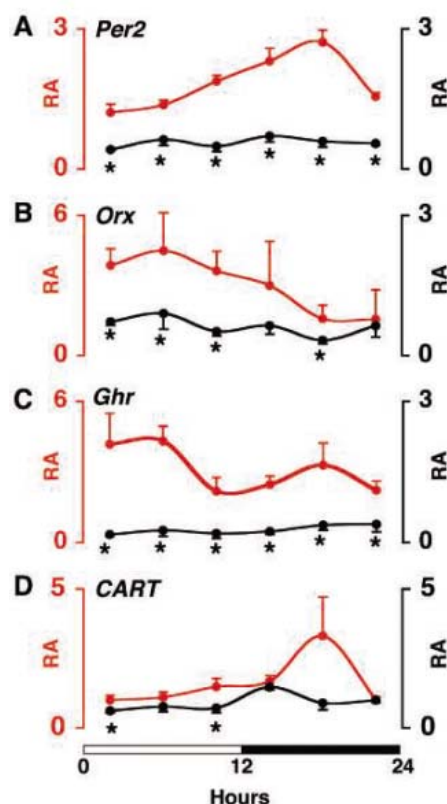 A Per2
3 3
RA RA
0 0
* * * * * *
B Orx
6 3
RA RA
0 0
* * * *
C Ghr
6 3
RA RA
0 0
* * * * * *
D CART
5 5
RA RA
0 0
* *
0 12 24
Hours